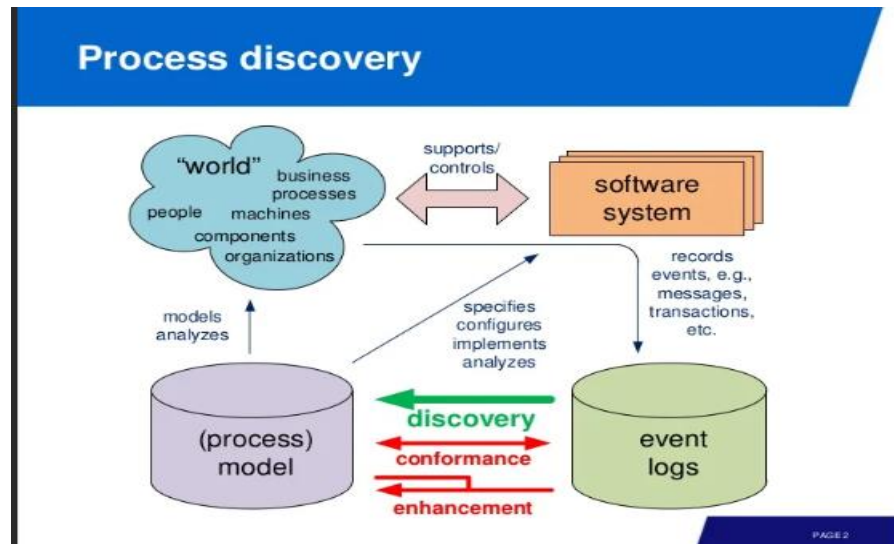 Process discovery
"world"
business
processes
people
machines
components
organizations
supports/
controls
software
system
records
events, e.g.,
messages,
transactions,
etc.
models
analyzes
specifies
configures
implements
analyzes
(process)
model
discovery
conformance
enhancement
event
logs
PAGE 2